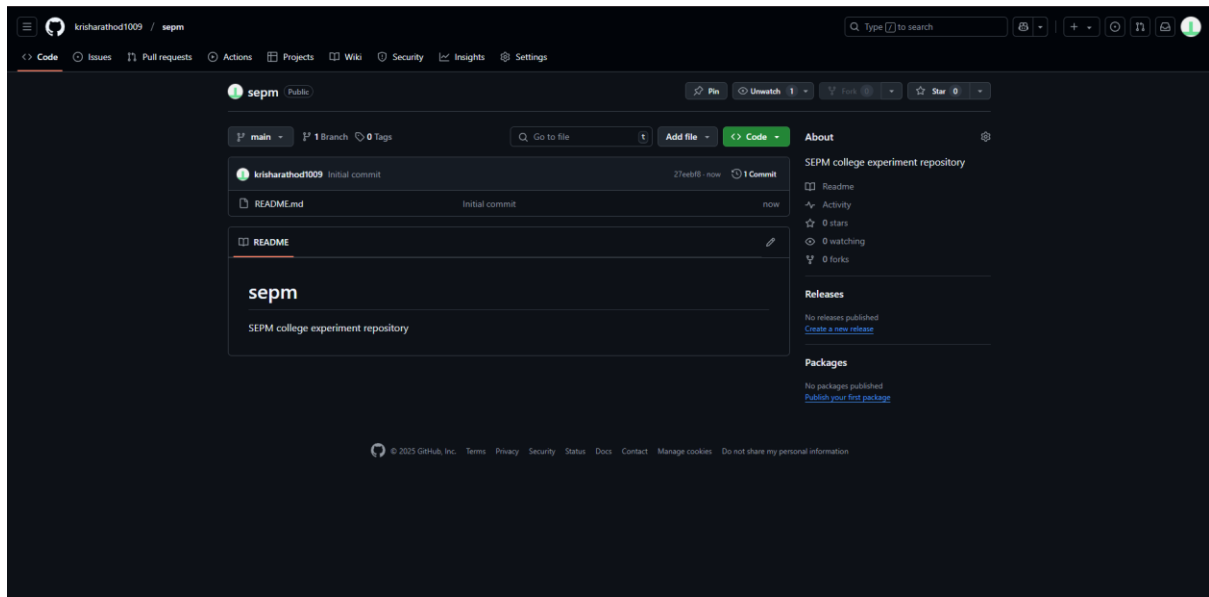 krisharathod1009 / sepm
Type / to search
Code Issues Pull requests Actions Projects Wiki Security Insights Settings
sepm Public
Pin Unwatch 1 Fork 0 Star 0
main 1 Branch 0 Tags
Go to file t
Add file Code
krisharathod1009 Initial commit
27eebf8 · now 1 Commit
README.md Initial commit now
README
sepm
SEPM college experiment repository
About
SEPM college experiment repository
Readme
Activity
0 stars
0 watching
0 forks
Releases
No releases published
Create a new release
Packages
No packages published
Publish your first package
© 2025 GitHub, Inc. Terms Privacy Security Status Docs Contact Manage cookies Do not share my personal information